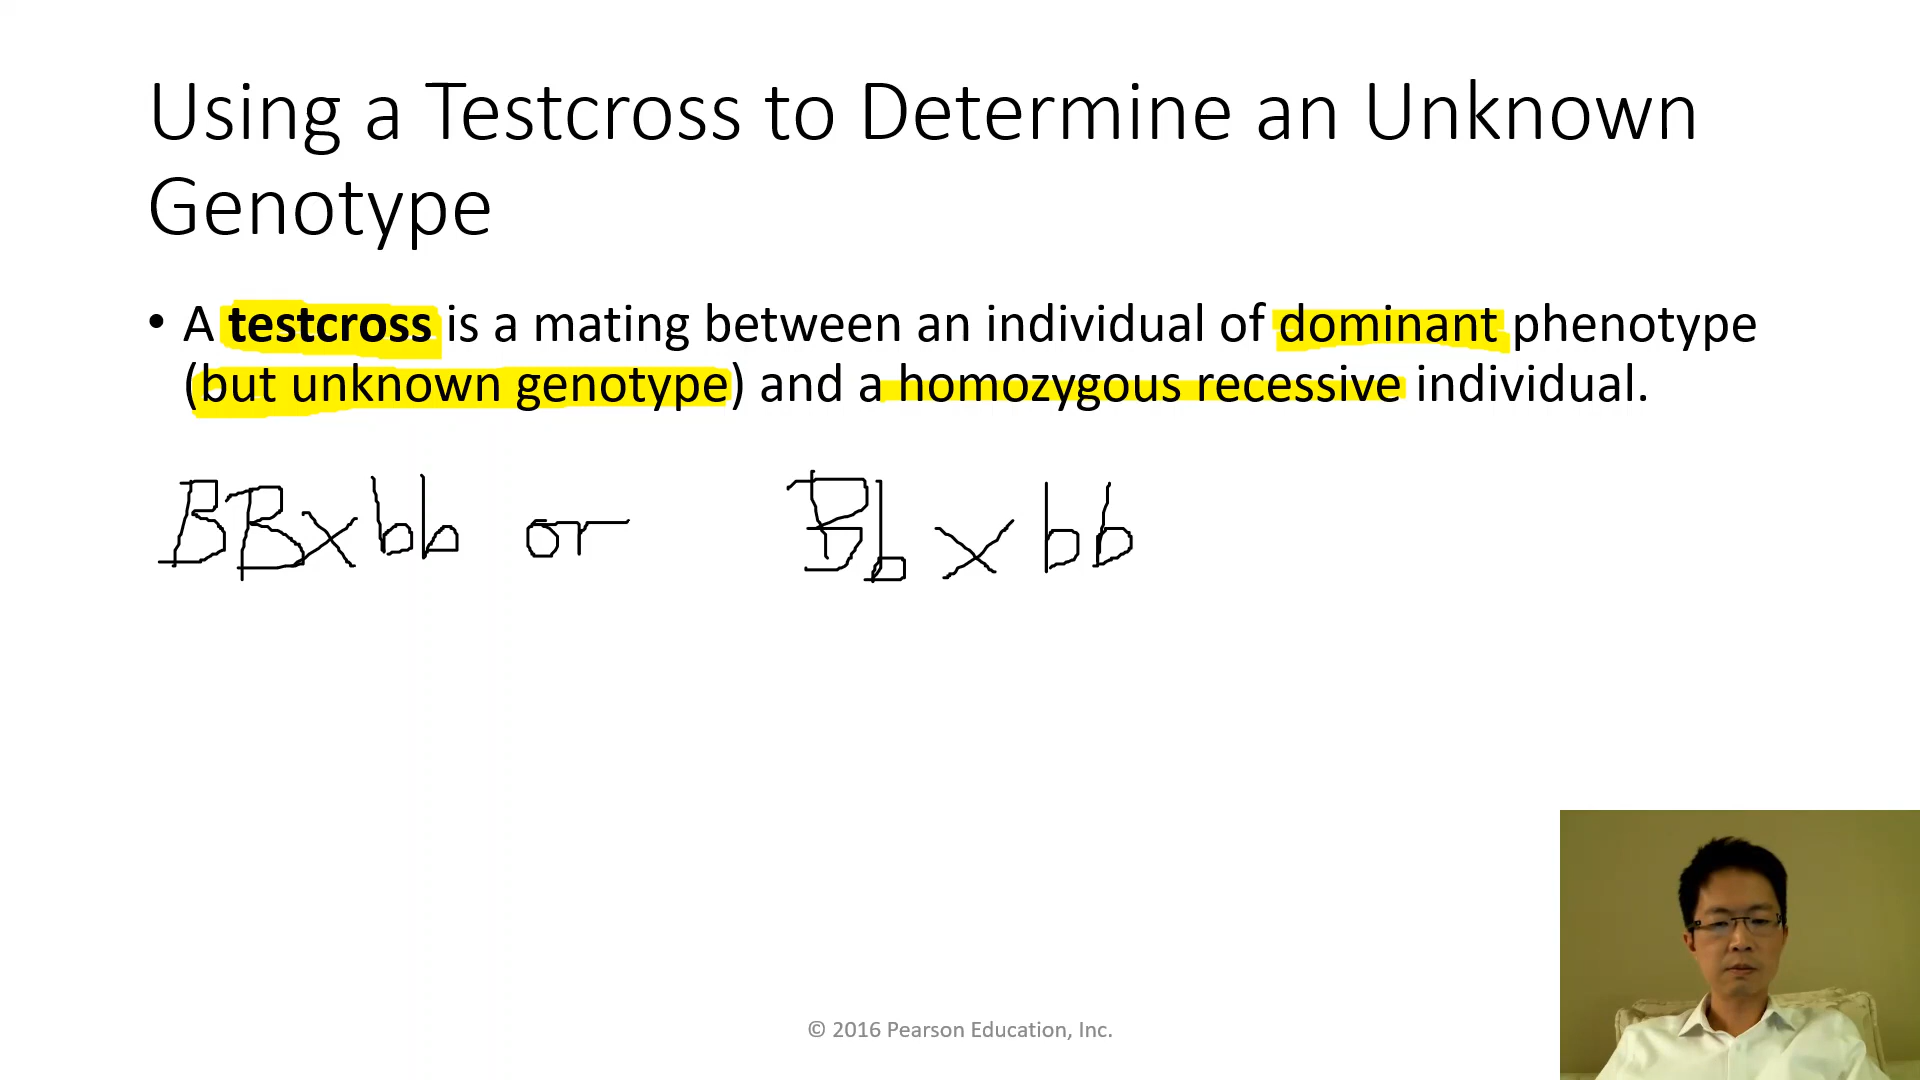 Using a Testcross to Determine an Unknown
Genotype
• A testcross is a mating between an individual of dominant phenotype
(but unknown genotype) and a homozygous recessive individual.
BB x bb or Bb x bb
© 2016 Pearson Education, Inc.